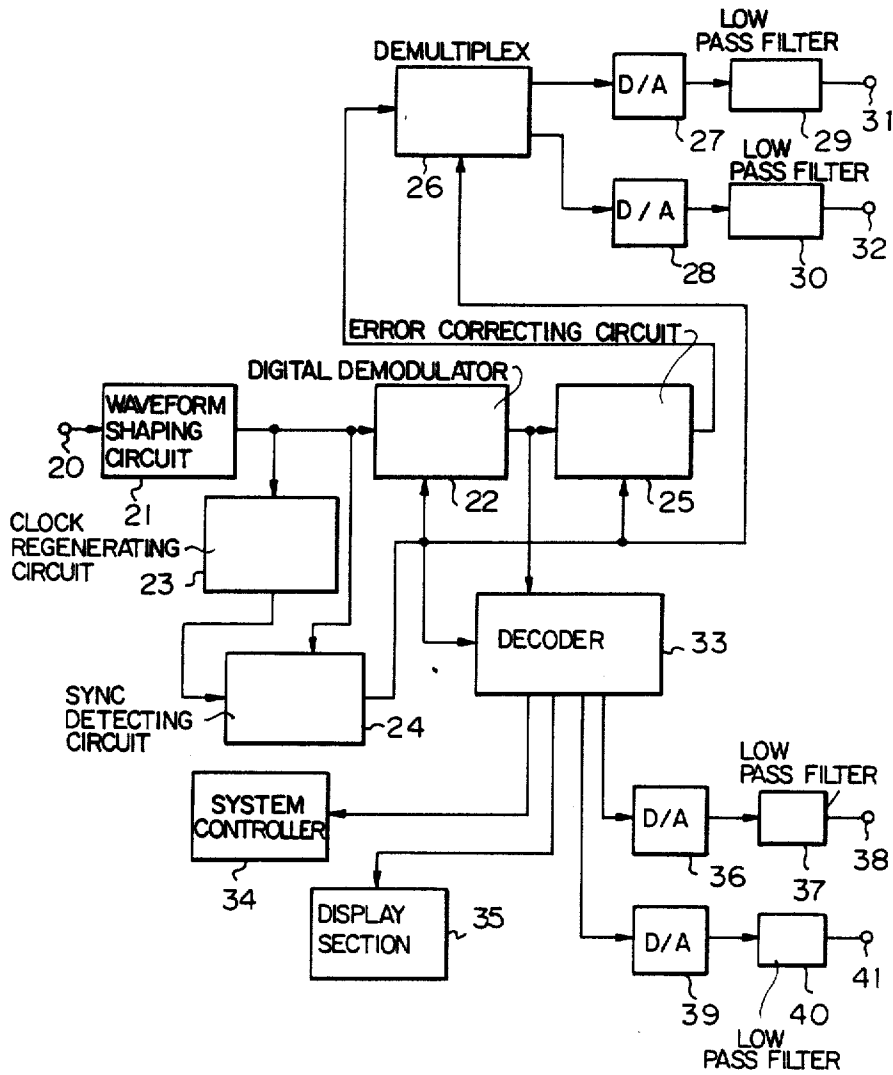 LOW
PASS FILTER
DEMULTIPLEX
D/A
31
27
29
26
LOW
PASS FILTER
D/A
32
28
30
ERROR CORRECTING CIRCUIT
DIGITAL DEMODULATOR
WAVEFORM
SHAPING
CIRCUIT
20
21
22
25
CLOCK
REGENERATING
CIRCUIT
23
DECODER
33
SYNC
DETECTING
CIRCUIT
24
LOW
PASS FILTER
SYSTEM
CONTROLLER
D/A
34
36
37
38
DISPLAY
SECTION
35
D/A
39
40
41
LOW
PASS FILTER